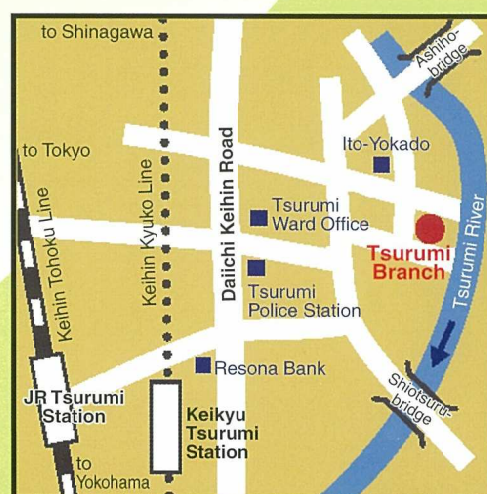 to Shinagawa
Ashiho-
bridge
Ito-Yokado
to Tokyo
Keihin Tohoku Line
Keihin Kyuko Line
Daiichi Keihin Road
Tsurumi
Ward Office
Tsurumi
Branch
Tsurumi River
Tsurumi
Police Station
Resona Bank
Shiotsuru-
bridge
JR Tsurumi
Station
Keikyu
Tsurumi
Station
to
Yokohama